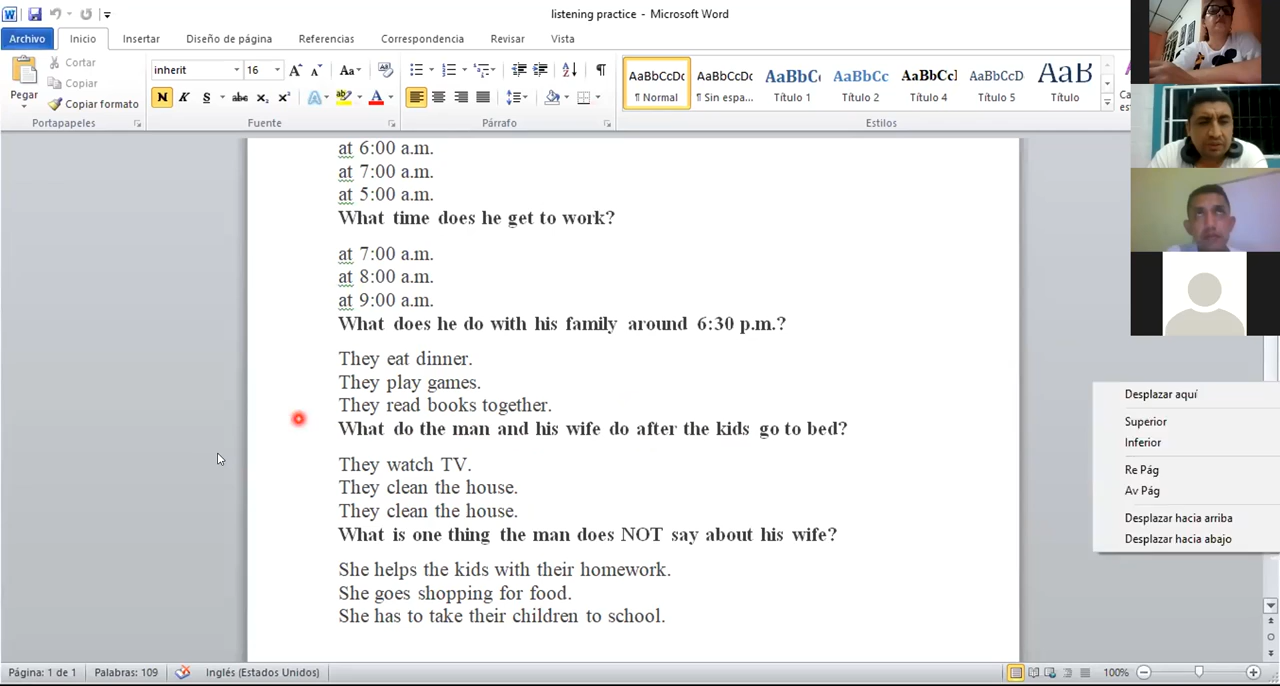 listening practice - Microsoft Word
Archivo Inicio Insertar Diseño de página Referencias Correspondencia Revisar Vista
Pegar
Cortar
Copiar
Copiar formato
Portapapeles
inherit 16
Fuente
Párrafo
AaBbCcDc AaBbCcDc AaBbCc AaBbCc AaBbCcl AaBbCcD AaB
¶ Normal ¶ Sin espa... Título 1 Título 2 Título 4 Título 5 Título
Estilos
at 6:00 a.m.
at 7:00 a.m.
at 5:00 a.m.
What time does he get to work?
at 7:00 a.m.
at 8:00 a.m.
at 9:00 a.m.
What does he do with his family around 6:30 p.m.?
They eat dinner.
They play games.
They read books together.
What do the man and his wife do after the kids go to bed?
They watch TV.
They clean the house.
They clean the house.
What is one thing the man does NOT say about his wife?
She helps the kids with their homework.
She goes shopping for food.
She has to take their children to school.
Desplazar aquí
Superior
Inferior
Re Pág
Av Pág
Desplazar hacia arriba
Desplazar hacia abajo
Página: 1 de 1 Palabras: 109 Inglés (Estados Unidos) 100%